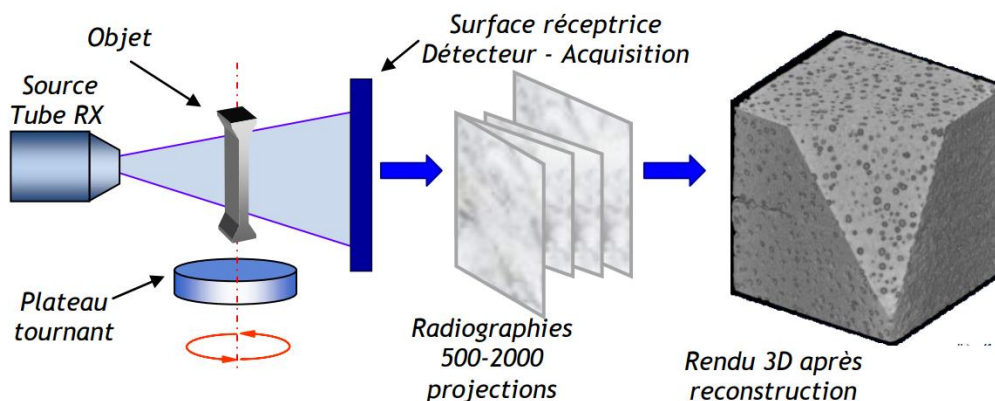 Objet
Source
Tube RX
Surface réceptrice
Détecteur - Acquisition
Plateau
tournant
Radiographies
500-2000
projections
Rendu 3D après
reconstruction